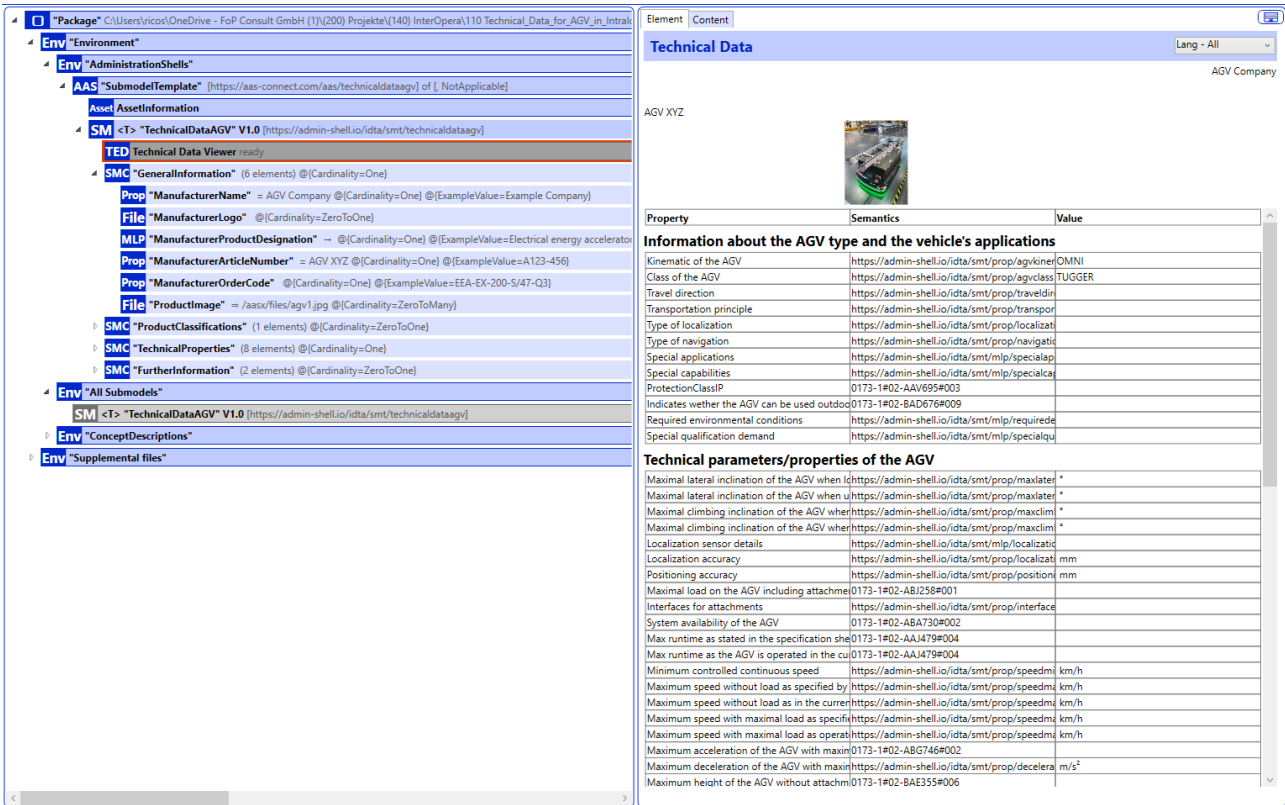 "Package" C:\Users\ricos\OneDrive - FoP Consult GmbH (1)\(200) Projekte\(140) InterOpera\110 Technical_Data_for_AGV_in_Intralo
Env "Environment"
Env "AdministrationShells"
AAS "SubmodelTemplate" [https://aas-connect.com/aas/technicaldataagv] of [, NotApplicable]
Asset AssetInformation
SM <T> "TechnicalDataAGV" V1.0 [https://admin-shell.io/idta/smt/technicaldataagv]
TED Technical Data Viewer ready
SMC "GeneralInformation" (6 elements) @{Cardinality=One}
Prop "ManufacturerName" = AGV Company @{Cardinality=One} @{ExampleValue=Example Company}
File "ManufacturerLogo" @{Cardinality=ZeroToOne}
MLP "ManufacturerProductDesignation" → @{Cardinality=One} @{ExampleValue=Electrical energy accelerator
Prop "ManufacturerArticleNumber" = AGV XYZ @{Cardinality=One} @{ExampleValue=A123-456}
Prop "ManufacturerOrderCode" @{Cardinality=One} @{ExampleValue=EEA-EX-200-S/47-Q3}
File "ProductImage" ⇒ /aasx/files/agv1.jpg @{Cardinality=ZeroToMany}
SMC "ProductClassifications" (1 elements) @{Cardinality=ZeroToOne}
SMC "TechnicalProperties" (8 elements) @{Cardinality=One}
SMC "FurtherInformation" (2 elements) @{Cardinality=ZeroToOne}
Env "All Submodels"
SM <T> "TechnicalDataAGV" V1.0 [https://admin-shell.io/idta/smt/technicaldataagv]
Env "ConceptDescriptions"
Env "Supplemental files"
Element Content
Technical Data Lang - All
AGV Company
AGV XYZ
Property Semantics Value
Information about the AGV type and the vehicle's applications
Kinematic of the AGV https://admin-shell.io/idta/smt/prop/agvkiner OMNI
Class of the AGV https://admin-shell.io/idta/smt/prop/agvclass TUGGER
Travel direction https://admin-shell.io/idta/smt/prop/traveldir
Transportation principle https://admin-shell.io/idta/smt/prop/transpor
Type of localization https://admin-shell.io/idta/smt/prop/localizati
Type of navigation https://admin-shell.io/idta/smt/prop/navigatic
Special applications https://admin-shell.io/idta/smt/mlp/specialap
Special capabilities https://admin-shell.io/idta/smt/mlp/specialca
ProtectionClassIP 0173-1#02-AAV695#003
Indicates wether the AGV can be used outdoo 0173-1#02-BAD676#009
Required environmental conditions https://admin-shell.io/idta/smt/mlp/requirede
Special qualification demand https://admin-shell.io/idta/smt/mlp/specialqu
Technical parameters/properties of the AGV
Maximal lateral inclination of the AGV when lo https://admin-shell.io/idta/smt/prop/maxlater °
Maximal lateral inclination of the AGV when u https://admin-shell.io/idta/smt/prop/maxlater °
Maximal climbing inclination of the AGV wher https://admin-shell.io/idta/smt/prop/maxclim °
Maximal climbing inclination of the AGV wher https://admin-shell.io/idta/smt/prop/maxclim °
Localization sensor details https://admin-shell.io/idta/smt/mlp/localizatic
Localization accuracy https://admin-shell.io/idta/smt/prop/localizati mm
Positioning accuracy https://admin-shell.io/idta/smt/prop/positioni mm
Maximal load on the AGV including attachme 0173-1#02-ABJ258#001
Interfaces for attachments https://admin-shell.io/idta/smt/prop/interface
System availability of the AGV 0173-1#02-ABA730#002
Max runtime as stated in the specification she 0173-1#02-AAJ479#004
Max runtime as the AGV is operated in the cu 0173-1#02-AAJ479#004
Minimum controlled continuous speed https://admin-shell.io/idta/smt/prop/speedmi km/h
Maximum speed without load as specified by https://admin-shell.io/idta/smt/prop/speedma km/h
Maximum speed without load as in the curren https://admin-shell.io/idta/smt/prop/speedma km/h
Maximum speed with maximal load as specifie https://admin-shell.io/idta/smt/prop/speedma km/h
Maximum speed with maximal load as operat https://admin-shell.io/idta/smt/prop/speedma km/h
Maximum acceleration of the AGV with maxin 0173-1#02-ABG746#002
Maximum deceleration of the AGV with maxin https://admin-shell.io/idta/smt/prop/decelera m/s²
Maximum height of the AGV without attachm 0173-1#02-BAE355#006